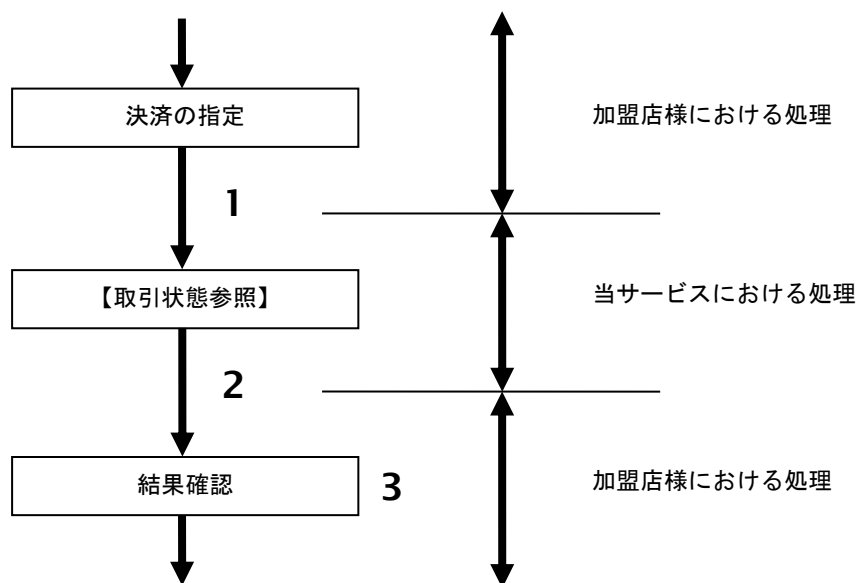 決済の指定
加盟店様における処理
1
【取引状態参照】
当サービスにおける処理
2
結果確認
3
加盟店様における処理